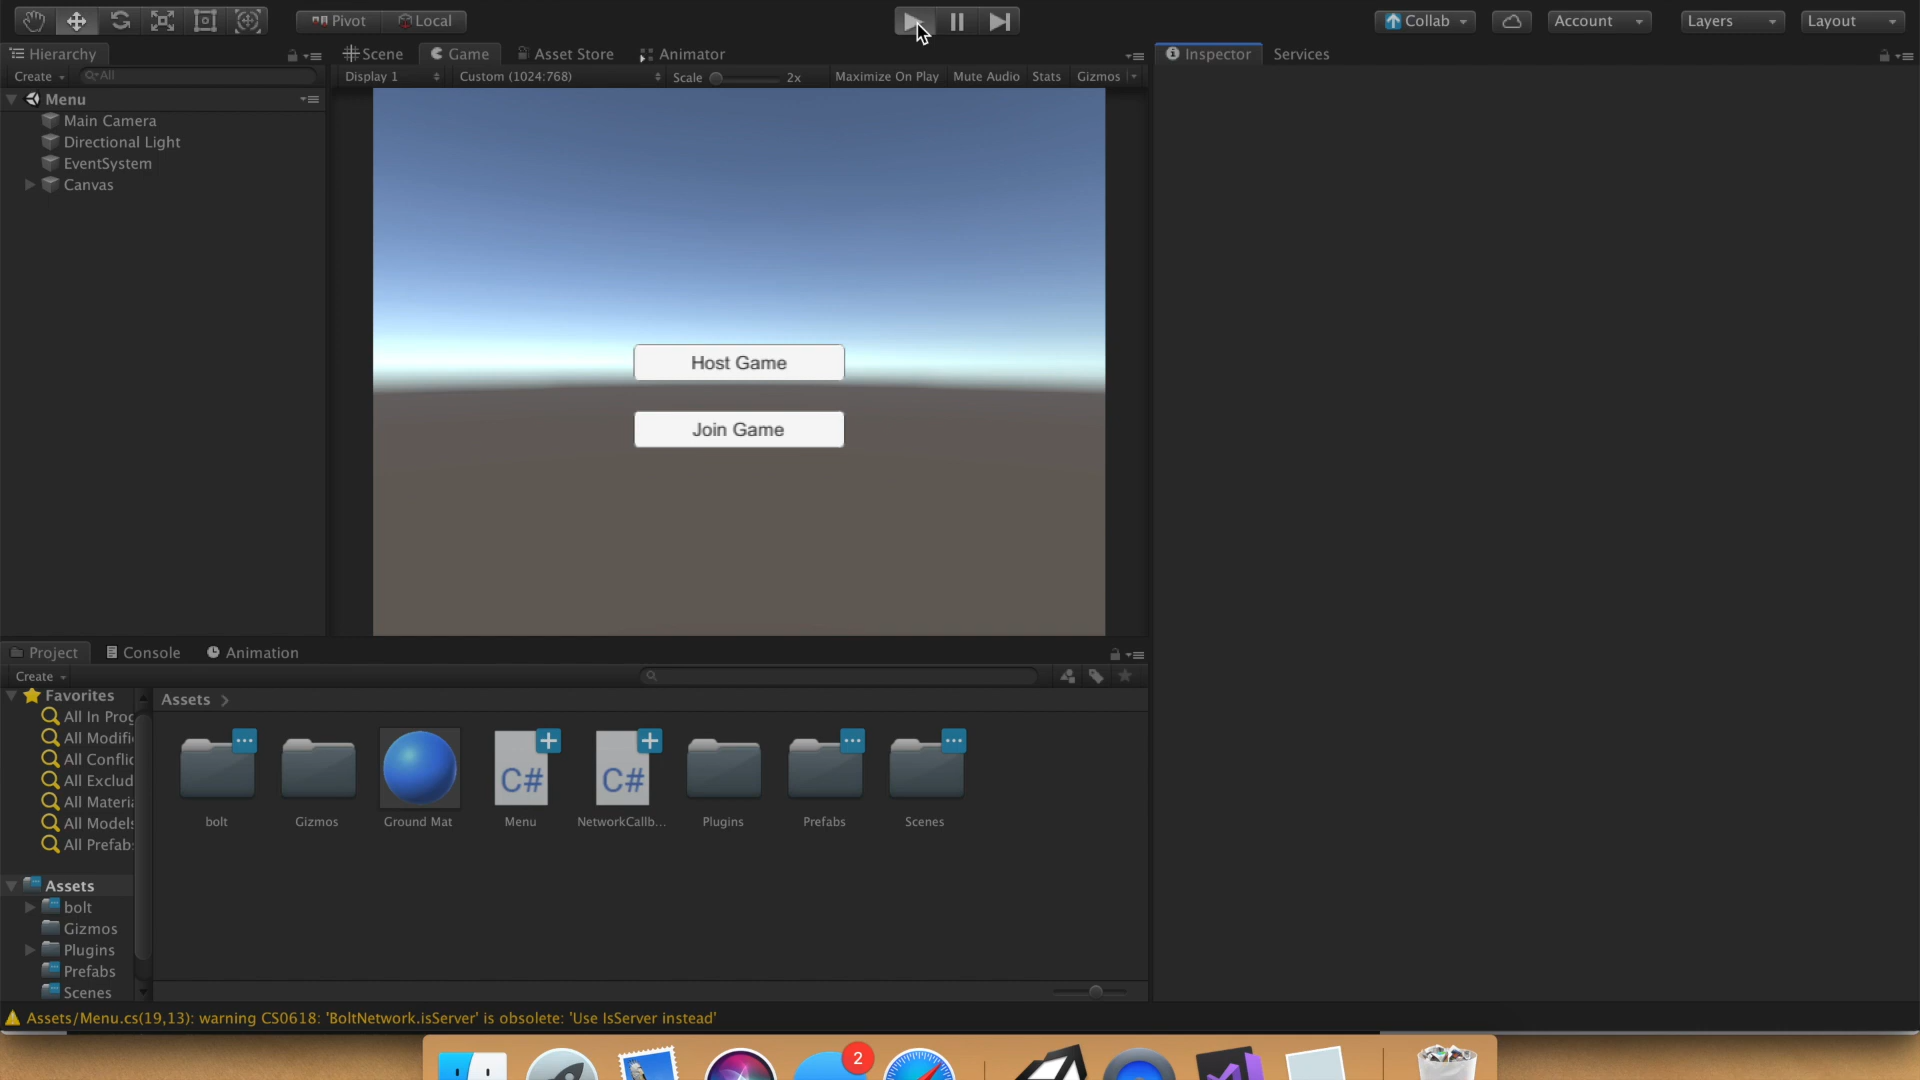 Pivot Local Collab Account Layers Layout
Hierarchy Scene Game Asset Store Animator Inspector Services
Create All Display 1 Custom (1024:768) Scale 2x Maximize On Play Mute Audio Stats Gizmos
Menu
Main Camera
Directional Light
EventSystem
Canvas
Host Game
Join Game
Project Console Animation
Create
Favorites Assets
All In Prog
All Modifi
All Conflic
All Exclud
All Materia
All Models
All Prefab
C# C#
bolt Gizmos Ground Mat Menu NetworkCallb... Plugins Prefabs Scenes
Assets
bolt
Gizmos
Plugins
Prefabs
Scenes
Assets/Menu.cs(19,13): warning CS0618: 'BoltNetwork.isServer' is obsolete: 'Use IsServer instead'
2